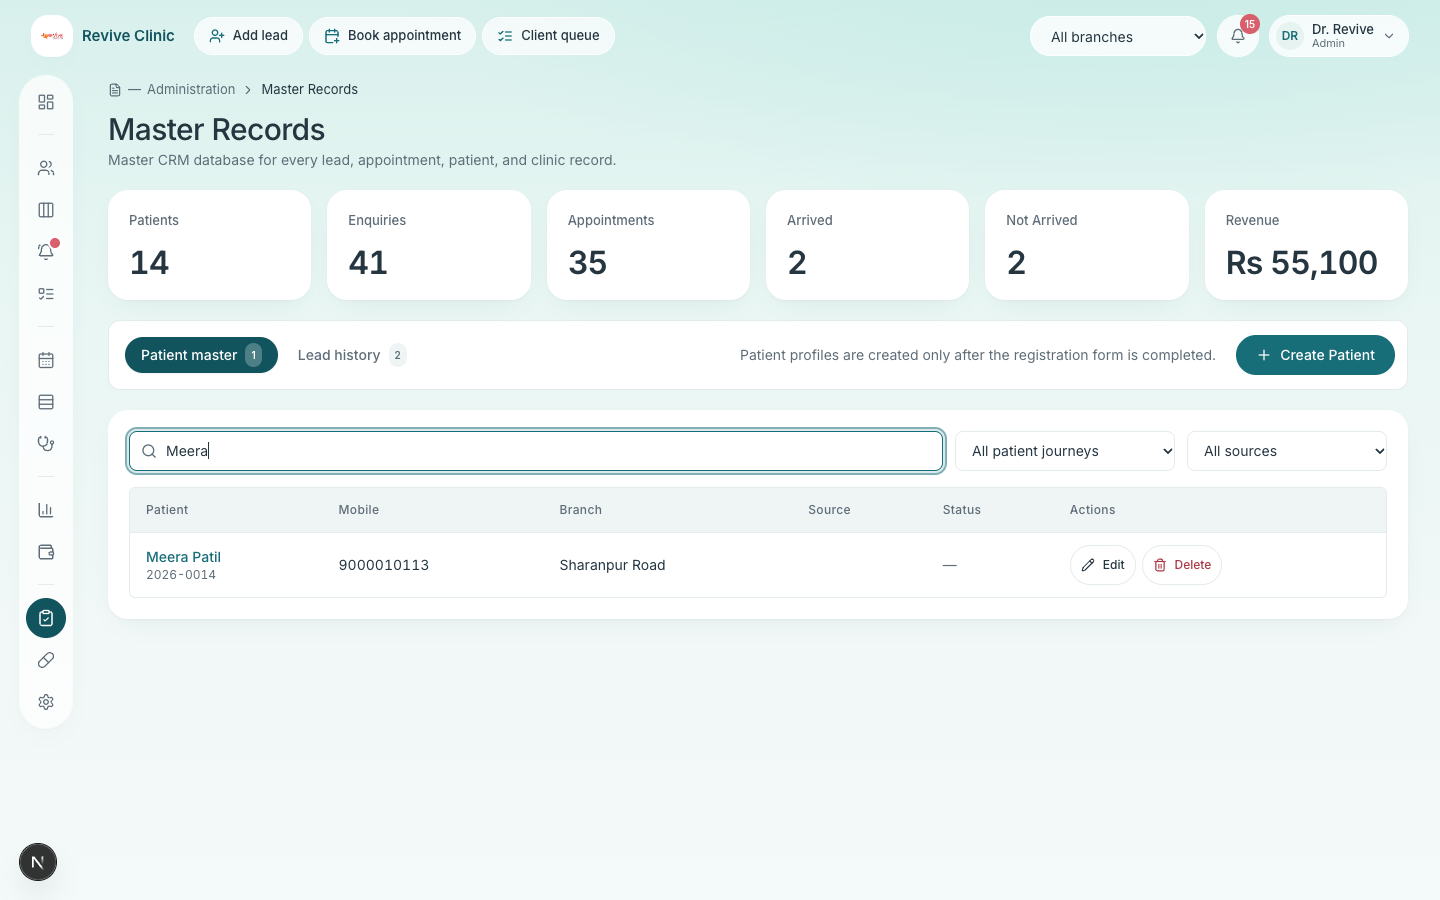 Revive Clinic
Add lead
Book appointment
Client queue
All branches
15
DR
Dr. Revive
Admin
— Administration > Master Records
Master Records
Master CRM database for every lead, appointment, patient, and clinic record.
Patients
14
Enquiries
41
Appointments
35
Arrived
2
Not Arrived
2
Revenue
Rs 55,100
Patient master 1
Lead history 2
Patient profiles are created only after the registration form is completed.
+ Create Patient
Meera
All patient journeys
All sources
Patient Mobile Branch Source Status Actions
Meera Patil
2026-0014
9000010113
Sharanpur Road
—
Edit
Delete
N